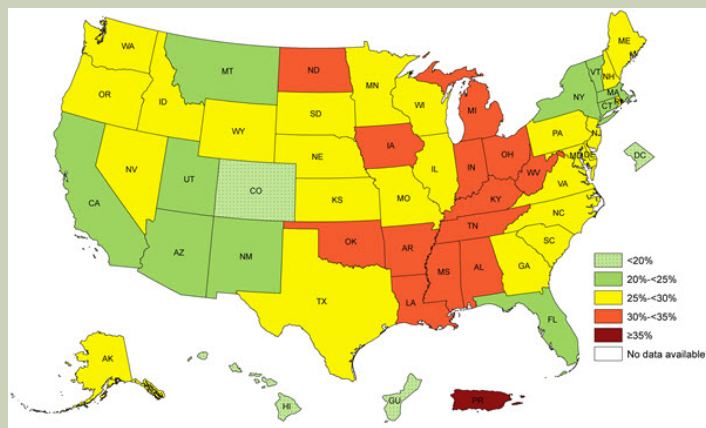 WA
MT
ND
MN
ME
VT
NH
OR
ID
SD
WI
MI
NY
MA
CT
WY
IA
PA
NJ
NE
NV
UT
CO
IL
IN
OH
MD
DE
DC
WV
VA
CA
KS
MO
KY
NC
TN
AZ
NM
OK
AR
SC
MS
AL
GA
TX
LA
FL
AK
HI
GU
PR
<20%
20%-<25%
25%-<30%
30%-<35%
≥35%
No data available